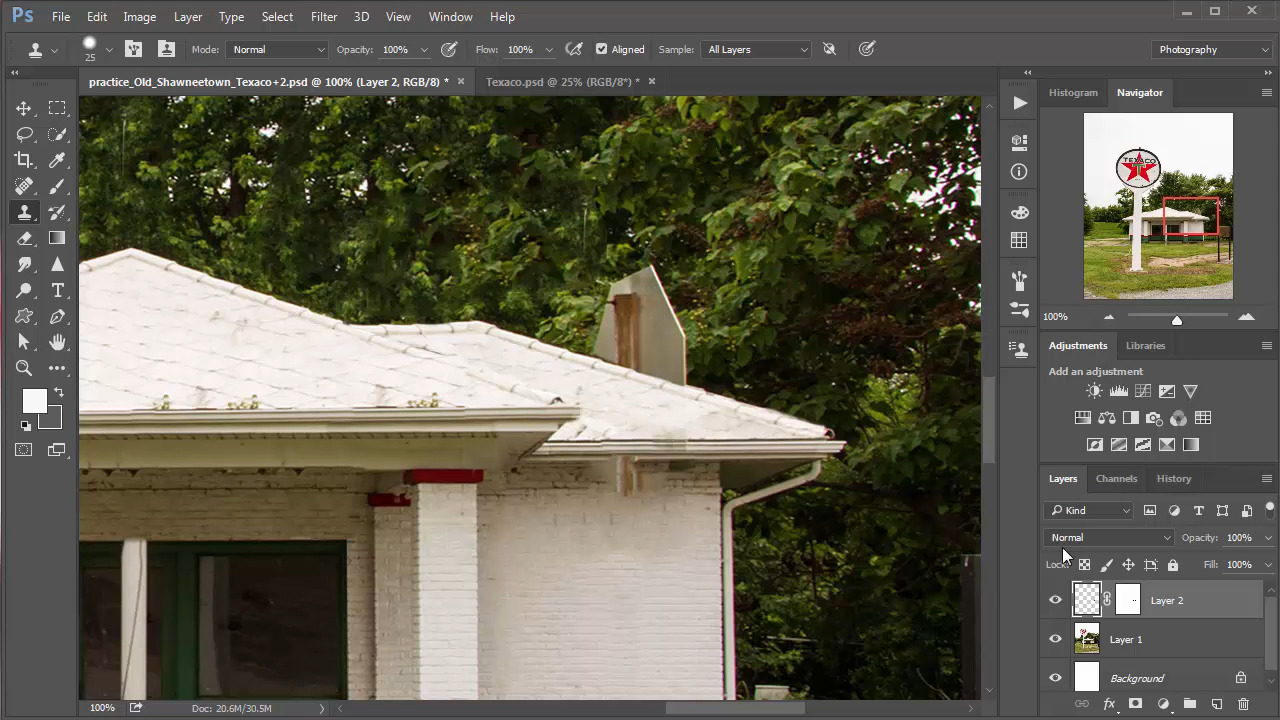 Ps File Edit Image Layer Type Select Filter 3D View Window Help
25 Mode: Normal Opacity: 100% Flow: 100% Aligned Sample: All Layers Photography
practice_Old_Shawneetown_Texaco+2.psd @ 100% (Layer 2, RGB/8) * × Texaco.psd @ 25% (RGB/8*) * ×
Histogram Navigator
TEXACO
100%
Adjustments Libraries
Add an adjustment
Layers Channels History
Kind
Normal Opacity: 100%
Lock: Fill: 100%
Layer 2
Layer 1
Background
100% Doc: 20.6M/30.5M
fx